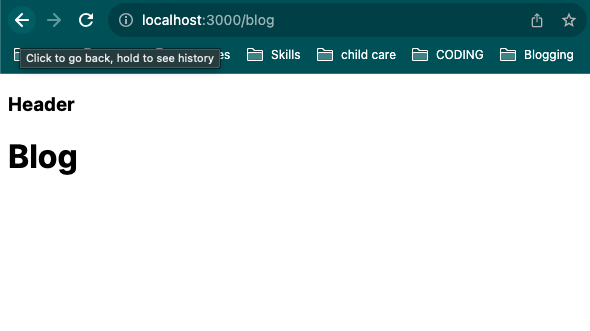 localhost:3000/blog
es Skills child care CODING Blogging
Click to go back, hold to see history
Header
Blog